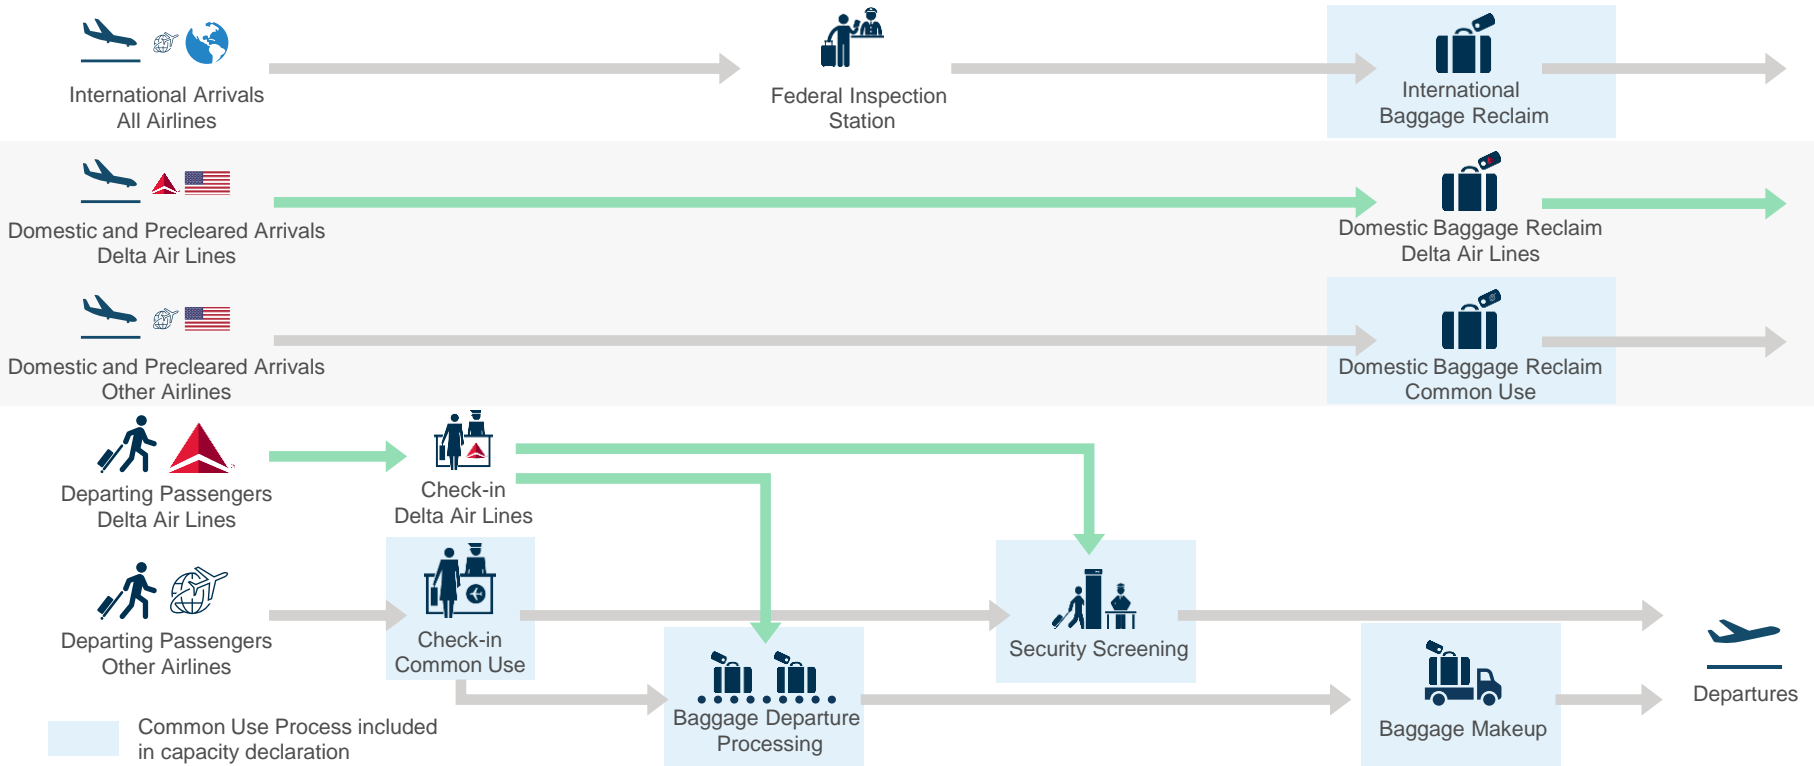 International Arrivals
All Airlines
Federal Inspection
Station
International
Baggage Reclaim
Domestic and Precleared Arrivals
Delta Air Lines
Domestic Baggage Reclaim
Delta Air Lines
Domestic and Precleared Arrivals
Other Airlines
Domestic Baggage Reclaim
Common Use
Departing Passengers
Delta Air Lines
Check-in
Delta Air Lines
Departing Passengers
Other Airlines
Check-in
Common Use
Security Screening
Baggage Departure
Processing
Baggage Makeup
Departures
Common Use Process included
in capacity declaration